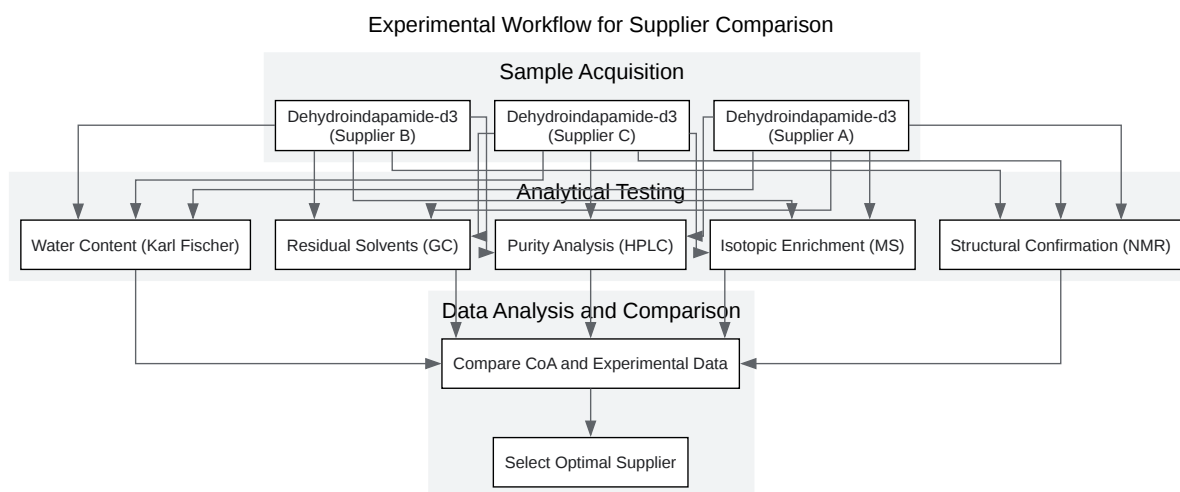 Experimental Workflow for Supplier Comparison
Sample Acquisition
Dehydroindapamide-d3
(Supplier B)
Dehydroindapamide-d3
(Supplier C)
Dehydroindapamide-d3
(Supplier A)
Analytical Testing
Water Content (Karl Fischer)
Residual Solvents (GC)
Purity Analysis (HPLC)
Isotopic Enrichment (MS)
Structural Confirmation (NMR)
Data Analysis and Comparison
Compare CoA and Experimental Data
Select Optimal Supplier